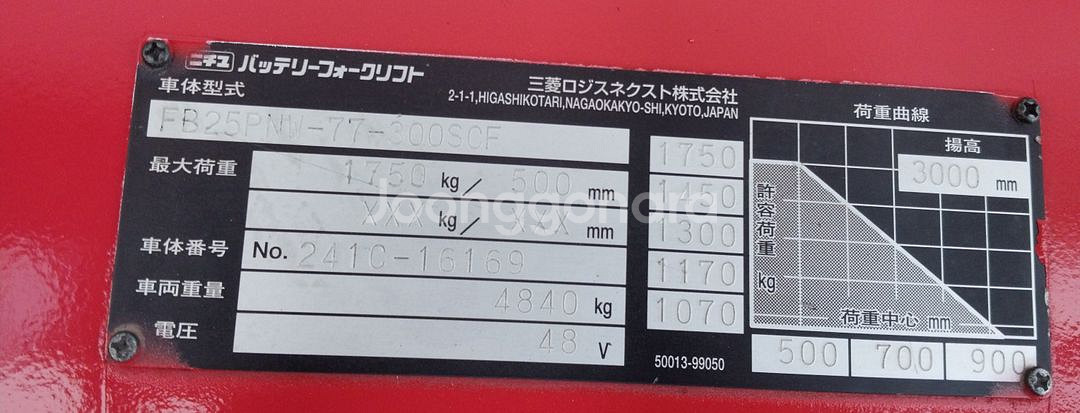 ニチユ バッテリーフォークリフト
三菱ロジスネクスト株式会社
2-1-1,HIGASHIKOTARI,NAGAOKAKYO-SHI,KYOTO,JAPAN
車体型式
FB25PNW-77-300SCF
最大荷重
1750 kg/ 500 mm
XXX kg/ XXX mm
車体番号
No. 241C-16169
車両重量
4840 kg
電圧
48 V
1750
1450
1300
1170
1070
50013-99050
荷重曲線
揚高
3000 mm
許容荷重 kg
荷重中心 mm
500 700 900
Joonggonara